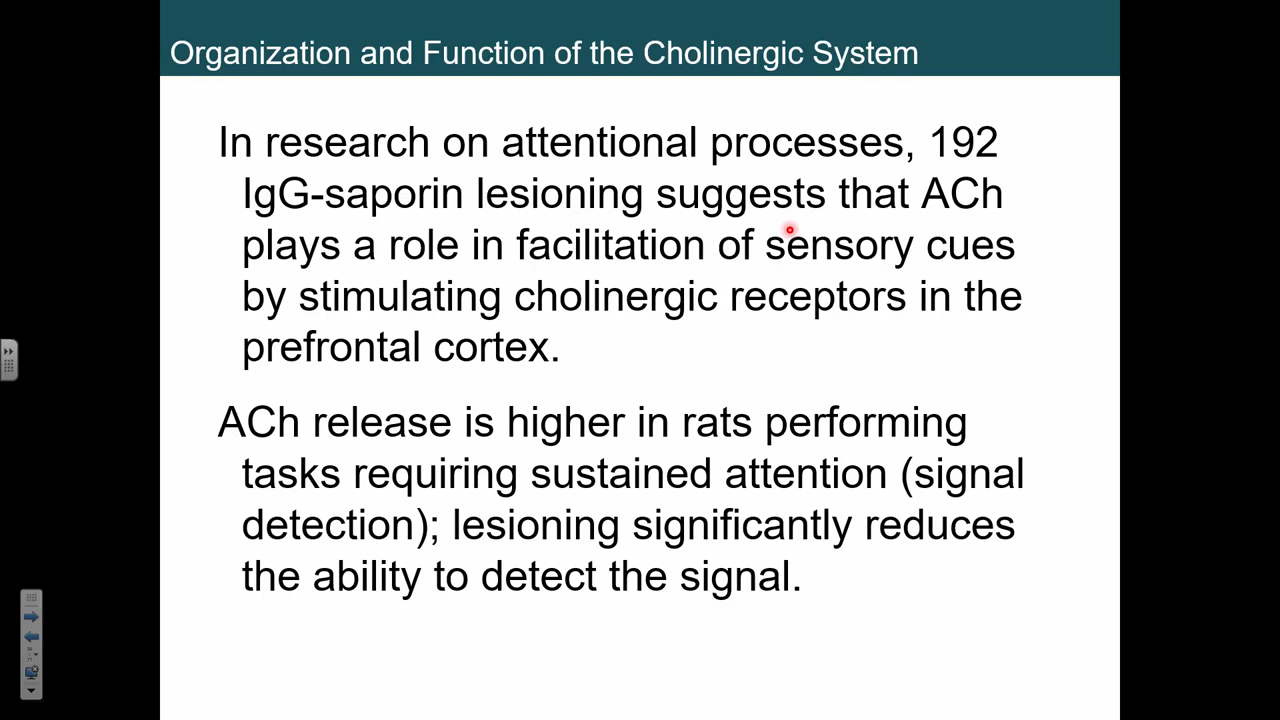 Organization and Function of the Cholinergic System
In research on attentional processes, 192
IgG-saporin lesioning suggests that ACh
plays a role in facilitation of sensory cues
by stimulating cholinergic receptors in the
prefrontal cortex.
ACh release is higher in rats performing
tasks requiring sustained attention (signal
detection); lesioning significantly reduces
the ability to detect the signal.